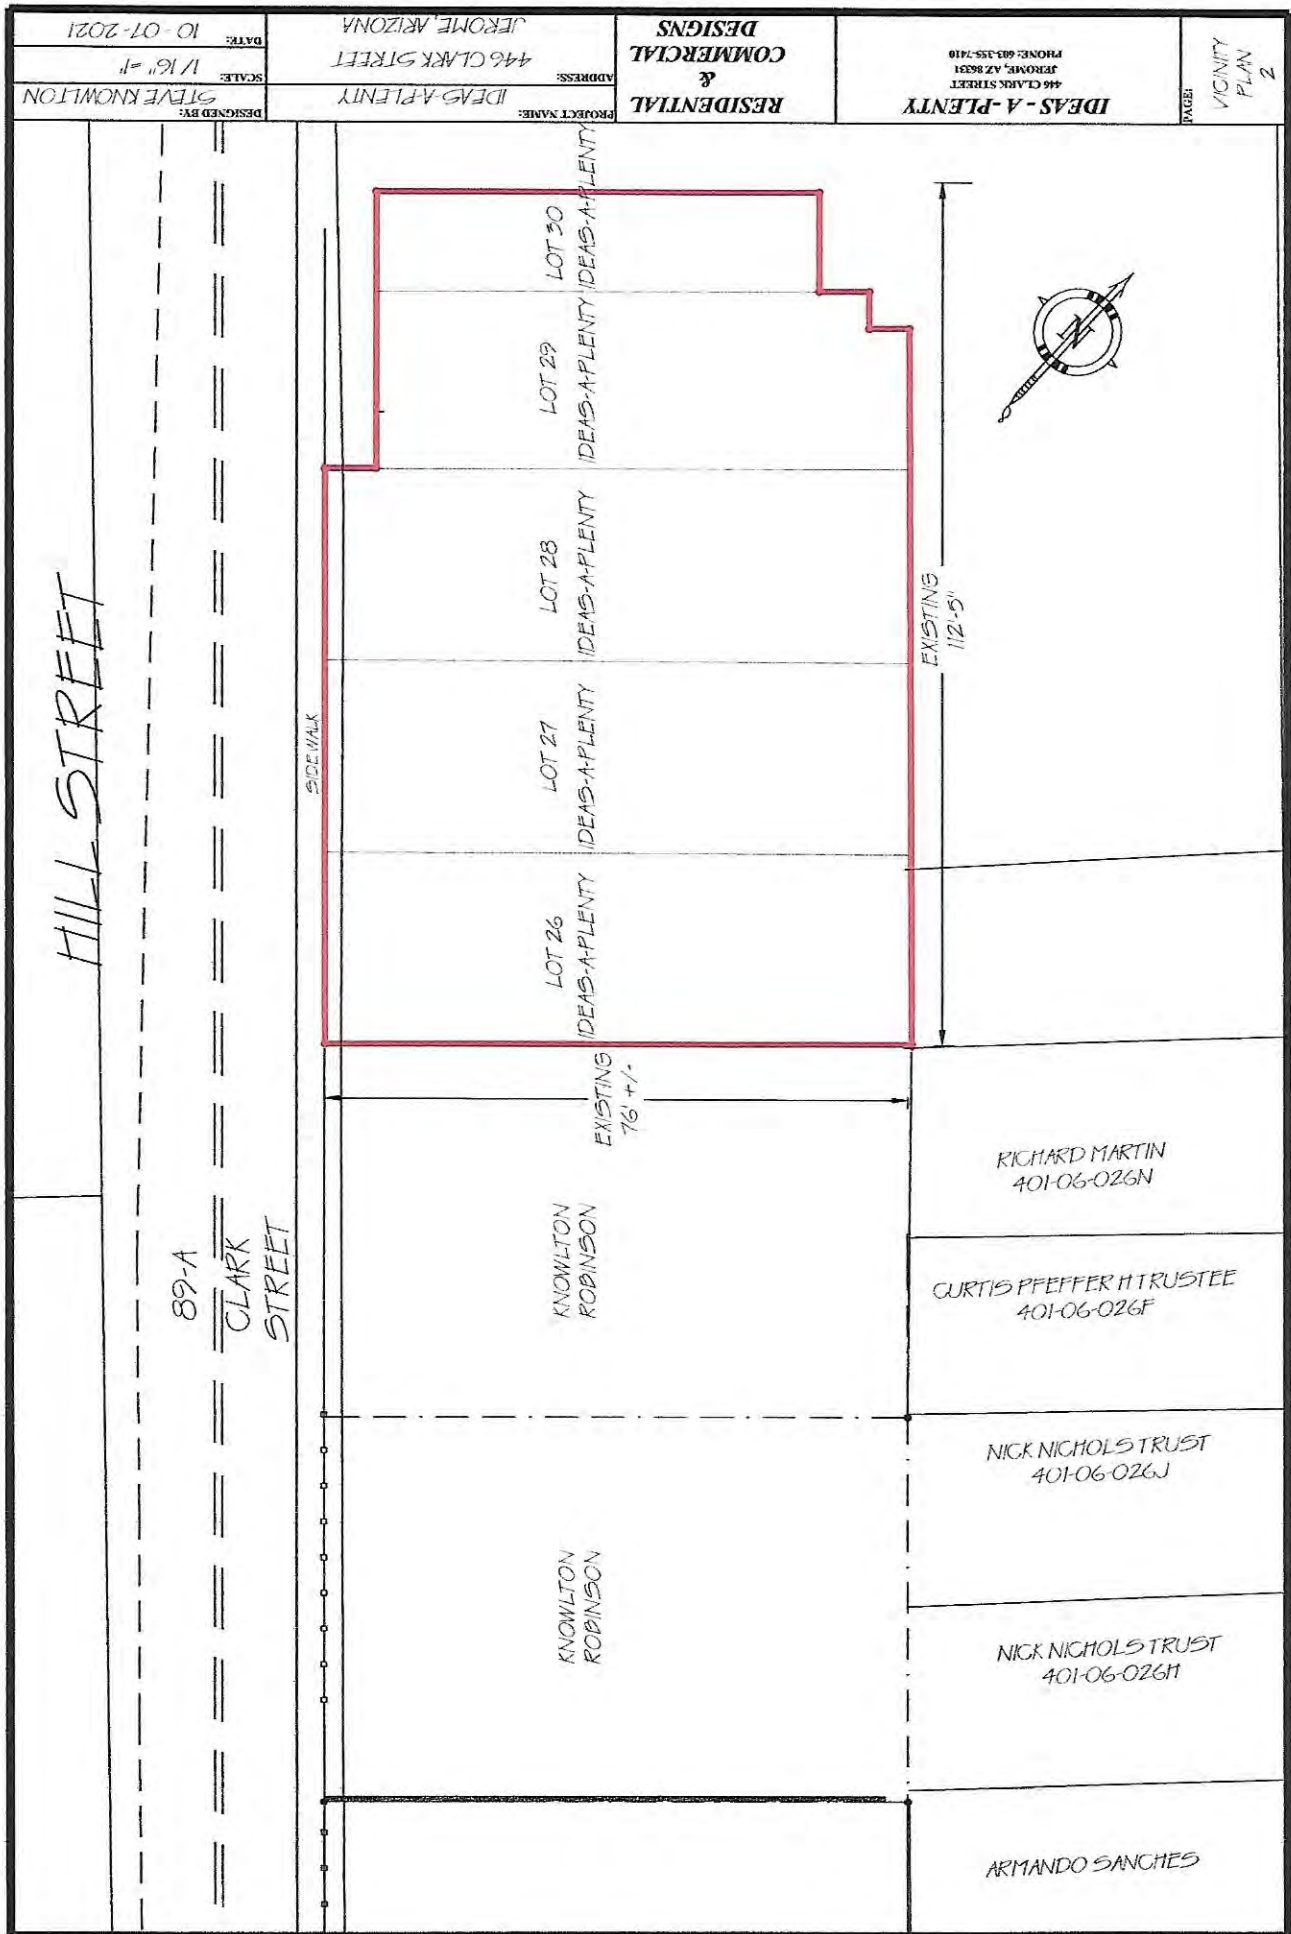 PAGE:
VICINITY
PLAN
2
IDEAS - A - PLENTY
446 CLARK STREET
JEROME, AZ 86331
PHONE: 603-355-7410
RESIDENTIAL
&
COMMERCIAL
DESIGNS
PROJECT NAME:
IDEAS-A-PLENTY
ADDRESS:
446 CLARK STREET
JEROME, ARIZONA
DESIGNED BY:
STEVE KNOWLTON
SCALE:
1/16" = 1'
DATE:
10-07-2021
HILL STREET
SIDEWALK
89-A
CLARK
STREET
LOT 30
IDEAS-A-PLENTY
LOT 29
IDEAS-A-PLENTY
LOT 28
IDEAS-A-PLENTY
LOT 27
IDEAS-A-PLENTY
LOT 26
IDEAS-A-PLENTY
N
EXISTING
112'-5"
EXISTING
76' +/-
KNOWLTON
ROBINSON
KNOWLTON
ROBINSON
RICHARD MARTIN
401-06-026N
CURTIS PFEFFER H TRUSTEE
401-06-026F
NICK NICHOLS TRUST
401-06-026J
NICK NICHOLS TRUST
401-06-026H
ARMANDO SANCHES